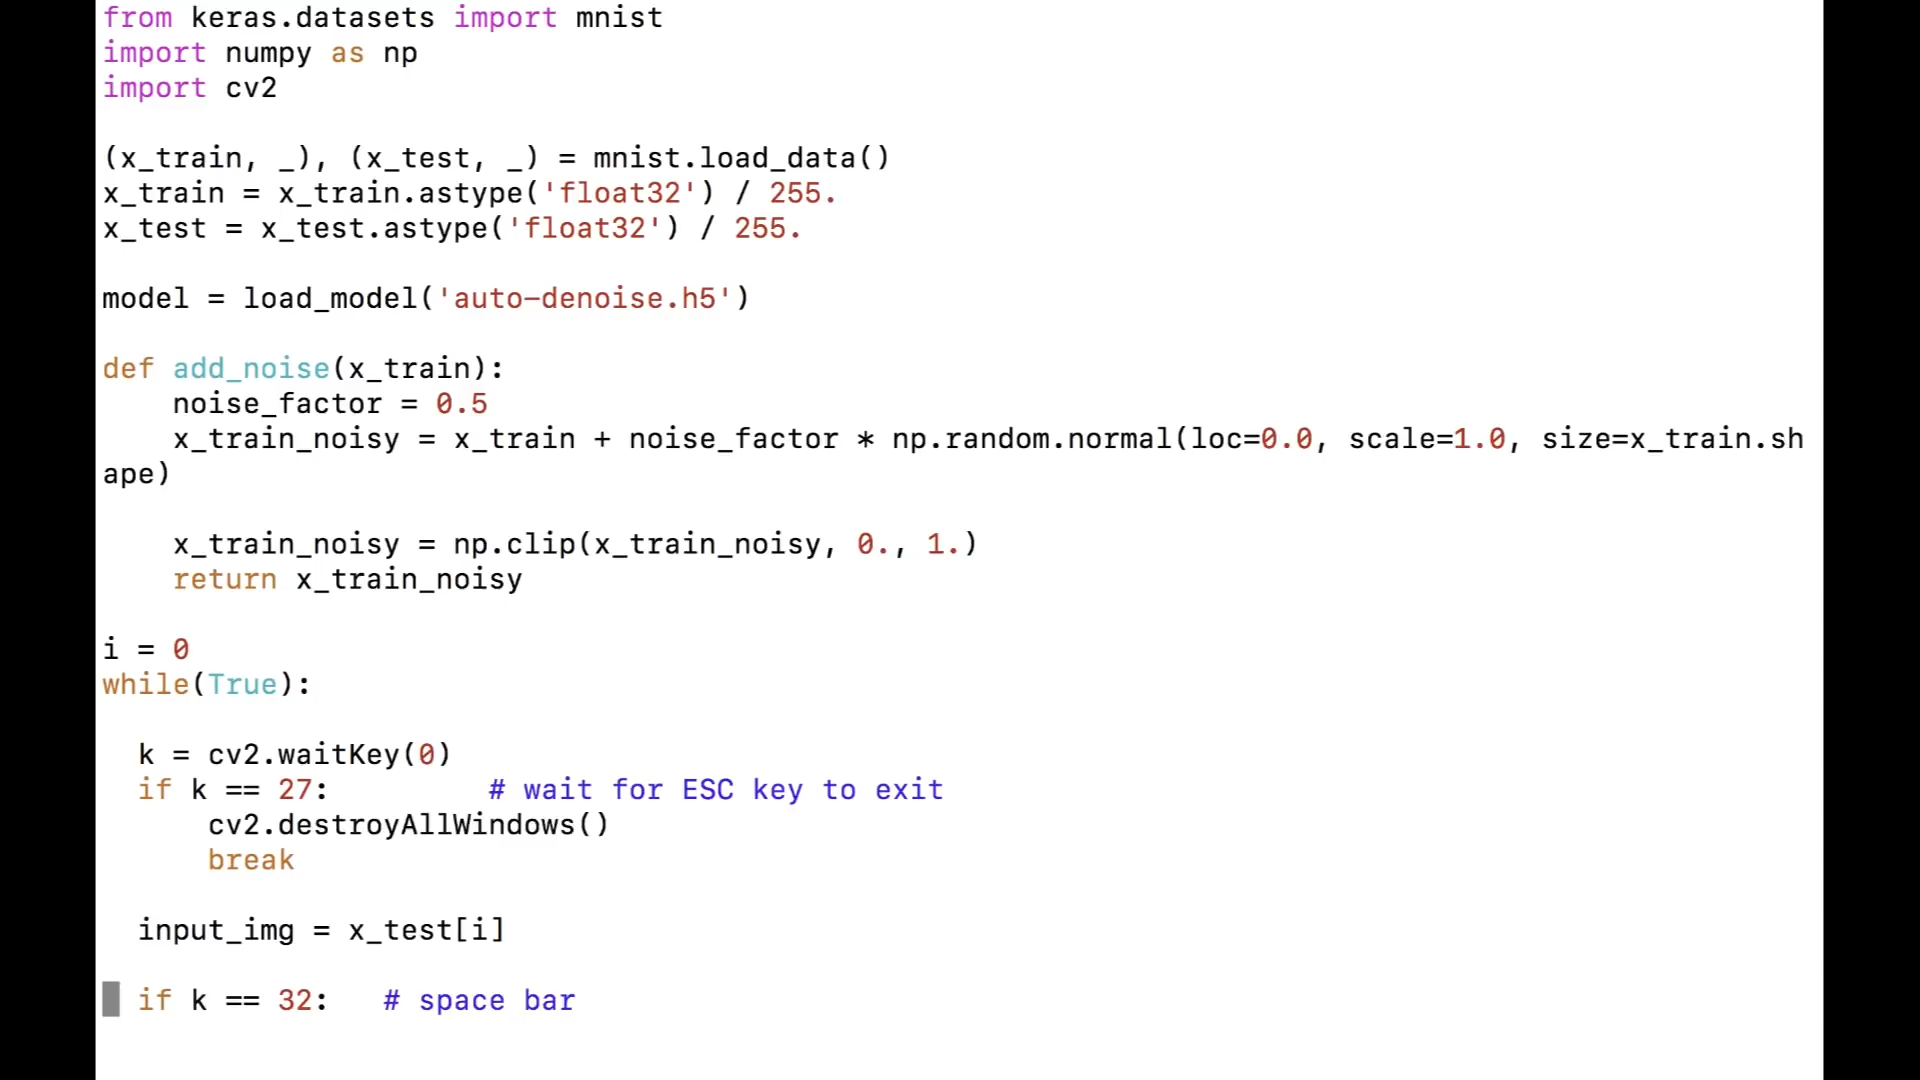 from keras.datasets import mnist
import numpy as np
import cv2
(x_train, _), (x_test, _) = mnist.load_data()
x_train = x_train.astype('float32') / 255.
x_test = x_test.astype('float32') / 255.
model = load_model('auto-denoise.h5')
def add_noise(x_train):
    noise_factor = 0.5
    x_train_noisy = x_train + noise_factor * np.random.normal(loc=0.0, scale=1.0, size=x_train.sh
ape)
    x_train_noisy = np.clip(x_train_noisy, 0., 1.)
    return x_train_noisy
i = 0
while(True):
  k = cv2.waitKey(0)
  if k == 27:         # wait for ESC key to exit
      cv2.destroyAllWindows()
      break
  input_img = x_test[i]
  if k == 32:   # space bar